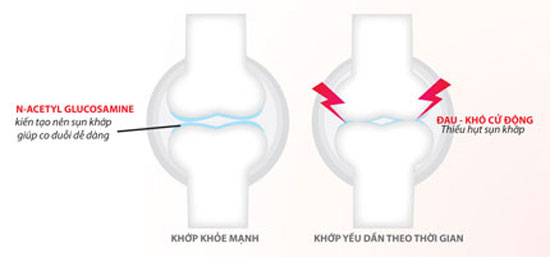 N-ACETYL GLUCOSAMINE
kiến tạo nên sụn khớp
giúp co duỗi dễ dàng
ĐAU - KHÓ CỬ ĐỘNG
Thiếu hụt sụn khớp
KHỚP KHỎE MẠNH
KHỚP YẾU DẦN THEO THỜI GIAN